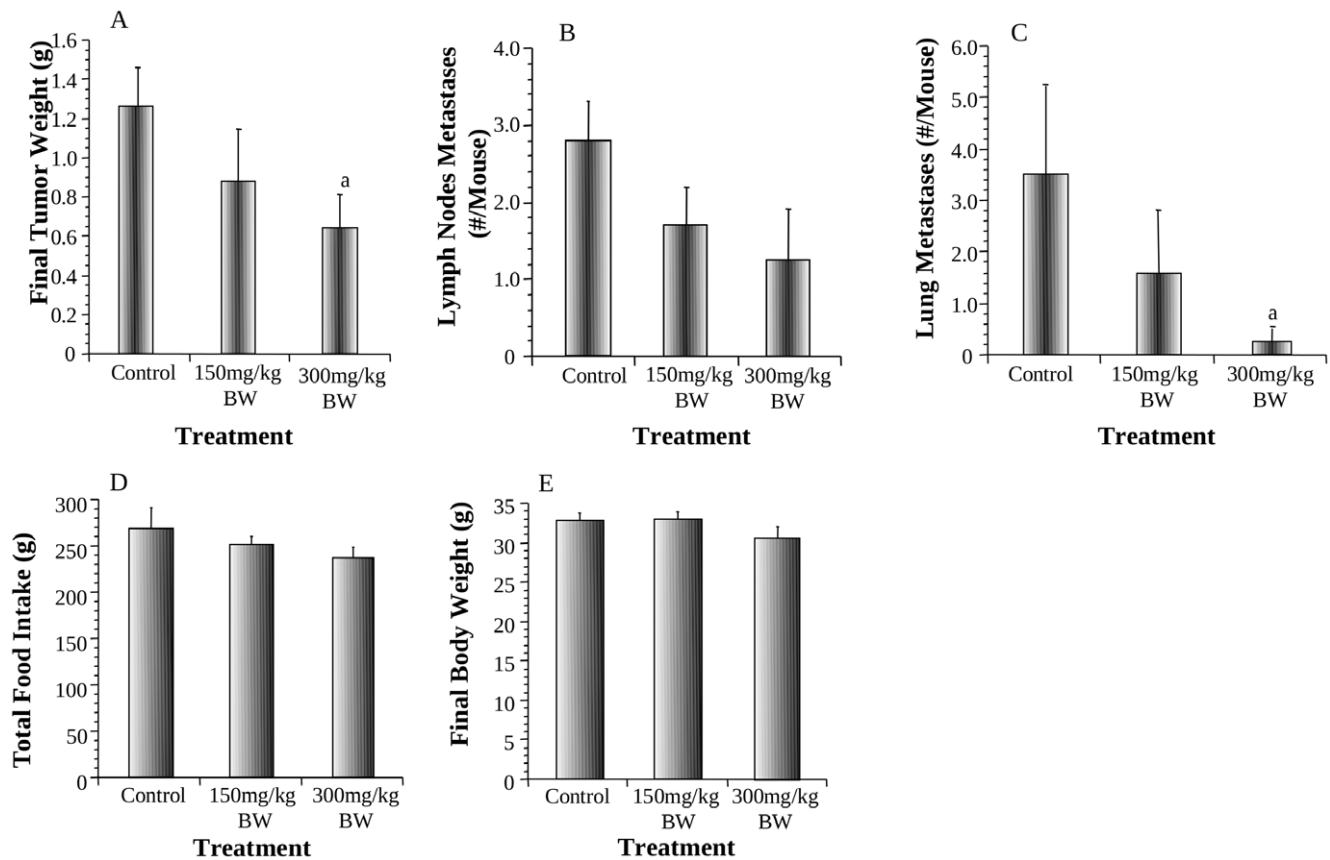 A
Final Tumor Weight (g)
1.6
1.4
1.2
1.0
0.8
0.6
0.4
0.2
0
a
Control
150mg/kg
BW
300mg/kg
BW
Treatment
B
Lymph Nodes Metastases
(#/Mouse)
4.0
3.0
2.0
1.0
0
Control
150mg/kg
BW
300mg/kg
BW
C
Lung Metastases (#/Mouse)
6.0
5.0
4.0
3.0
2.0
1.0
0
a
Control
150mg/kg
BW
300mg/kg
BW
Treatment
D
Total Food Intake (g)
300
250
200
150
100
50
0
Control
150mg/kg
BW
300mg/kg
BW
Treatment
E
Final Body Weight (g)
35
30
25
20
15
10
5
0
Control
150mg/kg
BW
300mg/kg
BW
Treatment